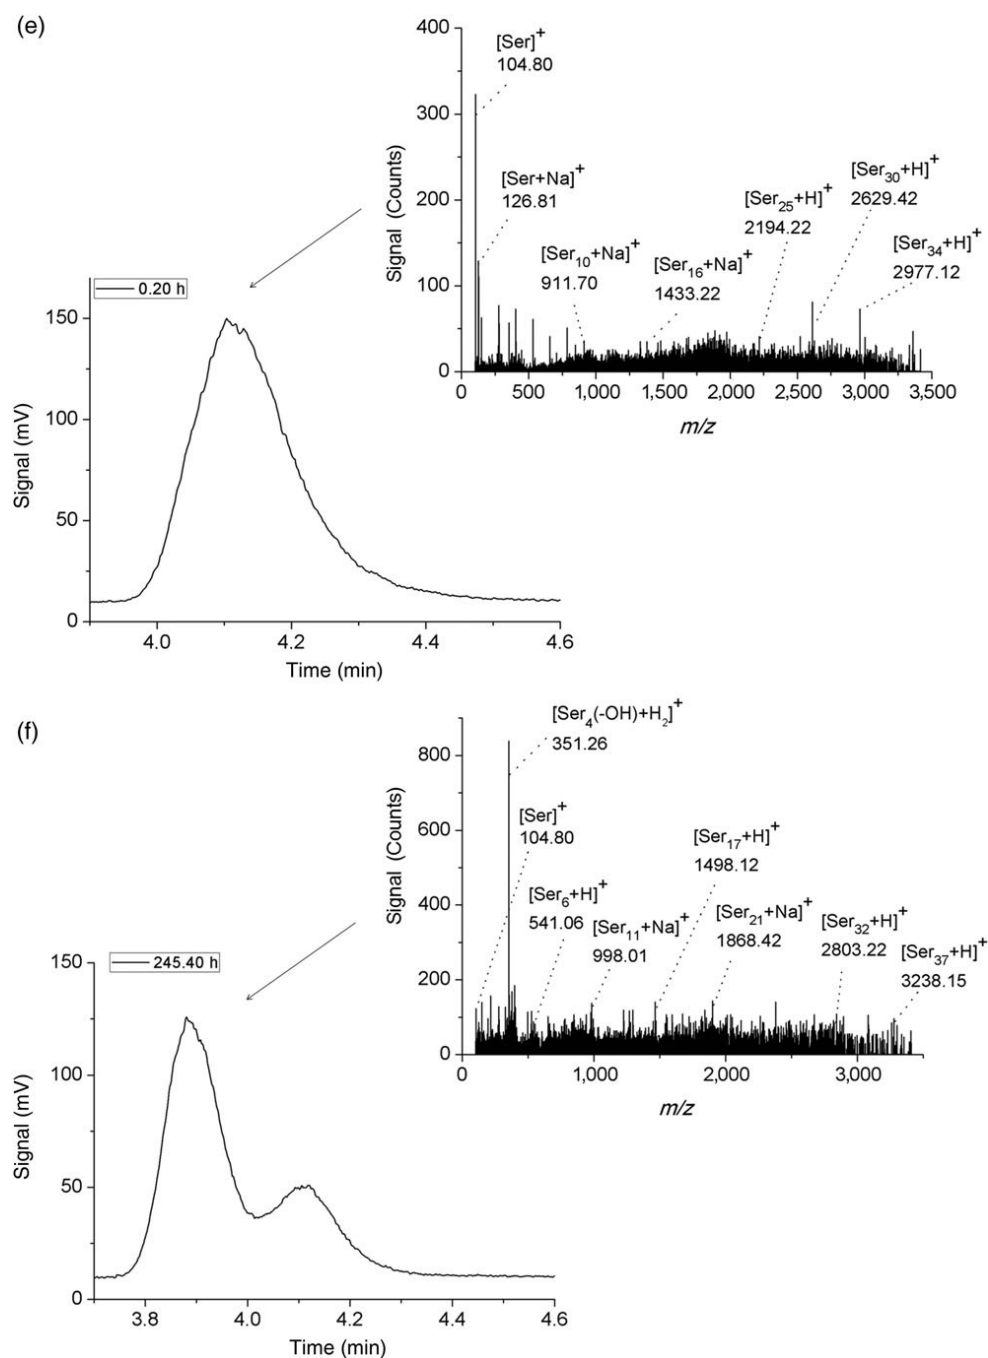 (e)
400
300
200
100
0
Signal (Counts)
[Ser]+
104.80
[Ser+Na]+
126.81
[Ser10+Na]+
911.70
[Ser16+Na]+
1433.22
[Ser25+H]+
2194.22
[Ser30+H]+
2629.42
[Ser34+H]+
2977.12
0 500 1,000 1,500 2,000 2,500 3,000 3,500
m/z
0.20 h
150
100
50
0
Signal (mV)
4.0 4.2 4.4 4.6
Time (min)
(f)
800
600
400
200
0
Signal (Counts)
[Ser4(-OH)+H2]+
351.26
[Ser]+
104.80
[Ser6+H]+
541.06
[Ser11+Na]+
998.01
[Ser17+H]+
1498.12
[Ser21+Na]+
1868.42
[Ser32+H]+
2803.22
[Ser37+H]+
3238.15
0 1,000 2,000 3,000
m/z
245.40 h
150
100
50
0
Signal (mV)
3.8 4.0 4.2 4.4 4.6
Time (min)